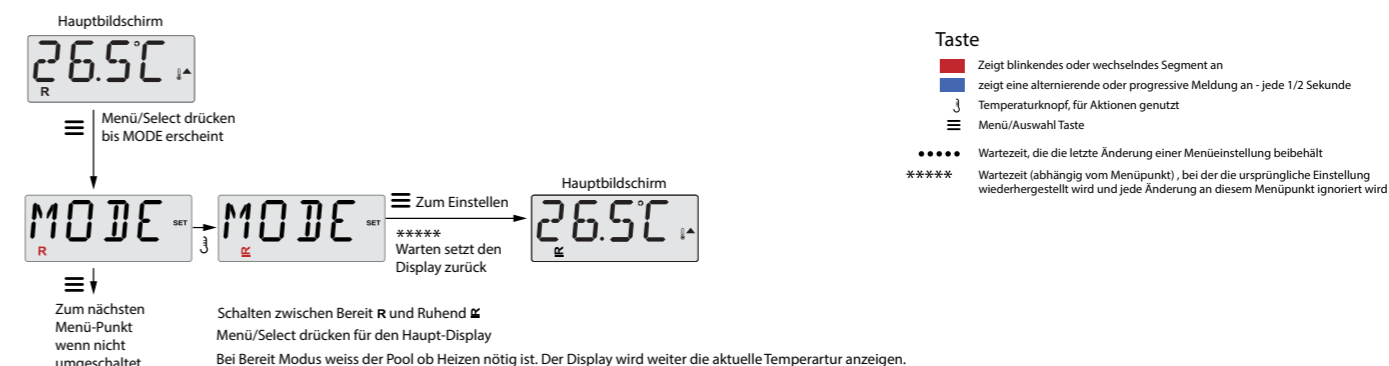 Hauptbildschirm
26.5°C
R
Menü/Select drücken
bis MODE erscheint
MODE
SET
R
MODE
SET
Zum Einstellen
*****
Warten setzt den
Display zurück
Hauptbildschirm
26.5°C
Zum nächsten
Menü-Punkt
wenn nicht
umgeschaltet
Schalten zwischen Bereit R und Ruhend
Menü/Select drücken für den Haupt-Display
Bei Bereit Modus weiss der Pool ob Heizen nötig ist. Der Display wird weiter die aktuelle Temperartur anzeigen.
Taste
Zeigt blinkendes oder wechselndes Segment an
zeigt eine alternierende oder progressive Meldung an - jede 1/2 Sekunde
Temperaturknopf, für Aktionen genutzt
Menü/Auswahl Taste
••••• Wartezeit, die die letzte Änderung einer Menüeinstellung beibehält
***** Wartezeit (abhängig vom Menüpunkt) , bei der die ursprüngliche Einstellung
wiederhergestellt wird und jede Änderung an diesem Menüpunkt ignoriert wird